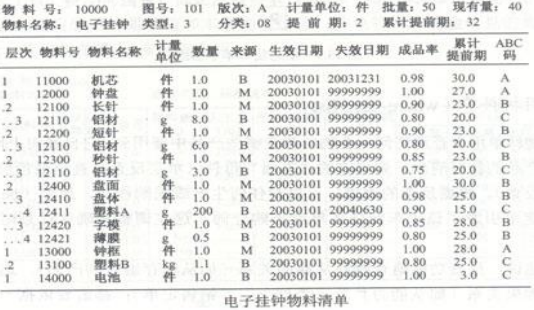 物 料 号: 10000 图号: 101 版次: A 计量单位: 件 批量: 50 现有量: 40
物料名称: 电子挂钟 类型: 3 分类: 08 提 前 期: 2 累计提前期: 32
层次 物料号 物料名称 计量单位 数量 来源 生效日期 失效日期 成品率 累计提前期 ABC码
1 11000 机芯 件 1.0 B 20030101 20031231 0.98 30.0 A
1 12000 钟盘 件 1.0 M 20030101 99999999 1.00 27.0 A
.2 12100 长针 件 1.0 M 20030101 99999999 0.90 23.0 B
...3 12110 铝材 g 8.0 B 20030101 99999999 0.80 20.0 C
.2 12200 短针 件 1.0 M 20030101 99999999 0.90 23.0 B
...3 12110 铝材 g 6.0 B 20030101 99999999 0.80 20.0 B
.2 12300 秒针 件 1.0 M 20030101 99999999 0.85 23.0 B
...3 12110 铝材 g 3.0 B 20030101 99999999 0.75 20.0 C
.2 12400 盘面 件 1.0 M 20030101 99999999 1.00 30.0 B
...3 12410 盘体 件 1.0 M 20030101 99999999 0.98 25.0 B
....4 12411 塑料A g 200 B 20030101 20040630 0.90 15.0 C
...3 12420 字模 件 1.0 M 20030101 99999999 0.85 28.0 B
....4 12421 薄膜 g 0.5 B 20030101 99999999 0.80 25.0 B
1 13000 钟框 件 1.0 M 20030101 99999999 1.00 28.0 A
.2 13100 塑料B kg 1.1 B 20030101 99999999 0.80 25.0 C
1 14000 电池 件 1.0 B 20030101 99999999 1.00 3.0 C
电子挂钟物料清单